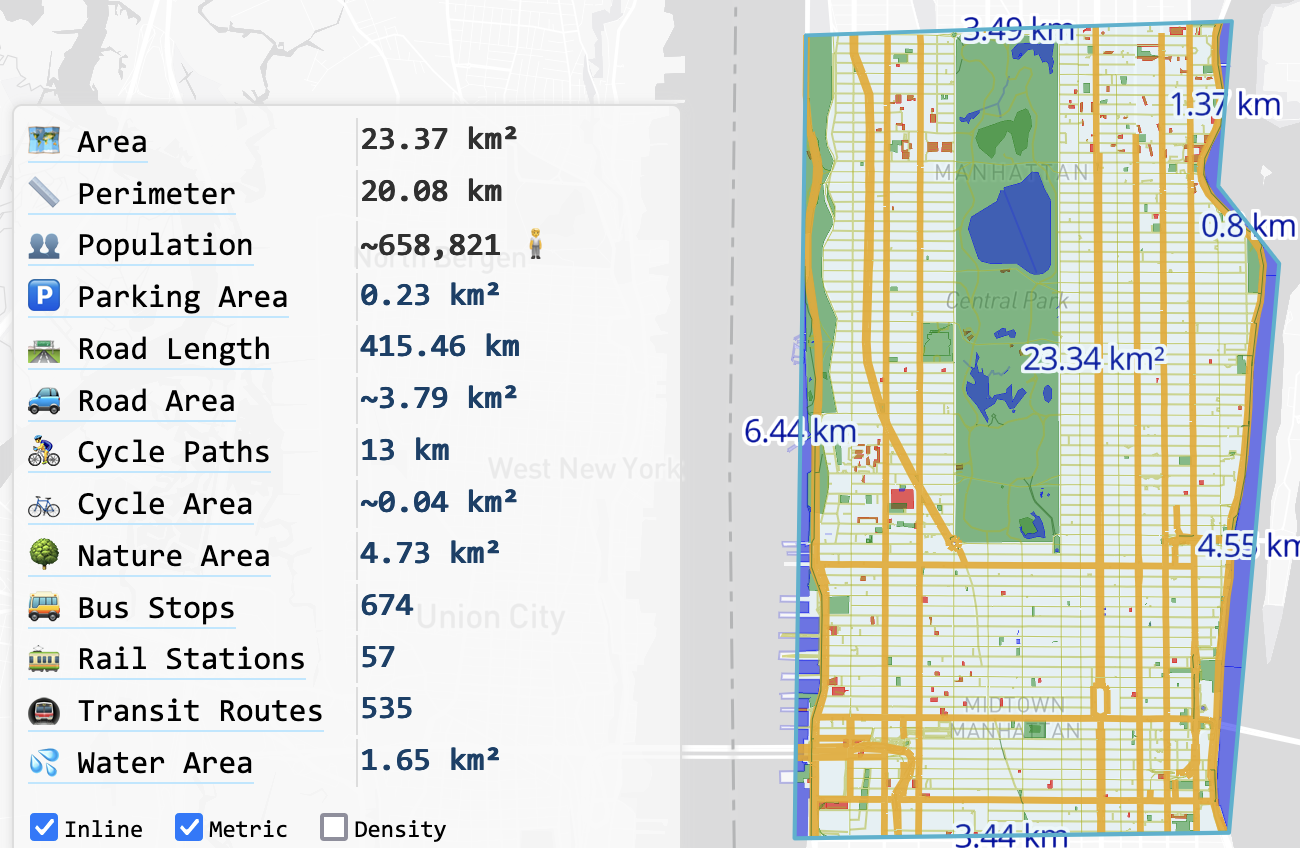 Area 23.37 km²
Perimeter 20.08 km
Population ~658,821
North Bergen
P Parking Area 0.23 km²
Road Length 415.46 km
Road Area ~3.79 km²
Cycle Paths 13 km
West New York
Cycle Area ~0.04 km²
Nature Area 4.73 km²
Bus Stops 674
Union City
Rail Stations 57
Transit Routes 535
Water Area 1.65 km²
Inline Metric Density
3.49 km
1.37 km
MANHATTAN
0.8 km
Central Park
23.34 km²
6.44 km
4.55 km
MIDTOWN
MANHATTAN
3.44 km